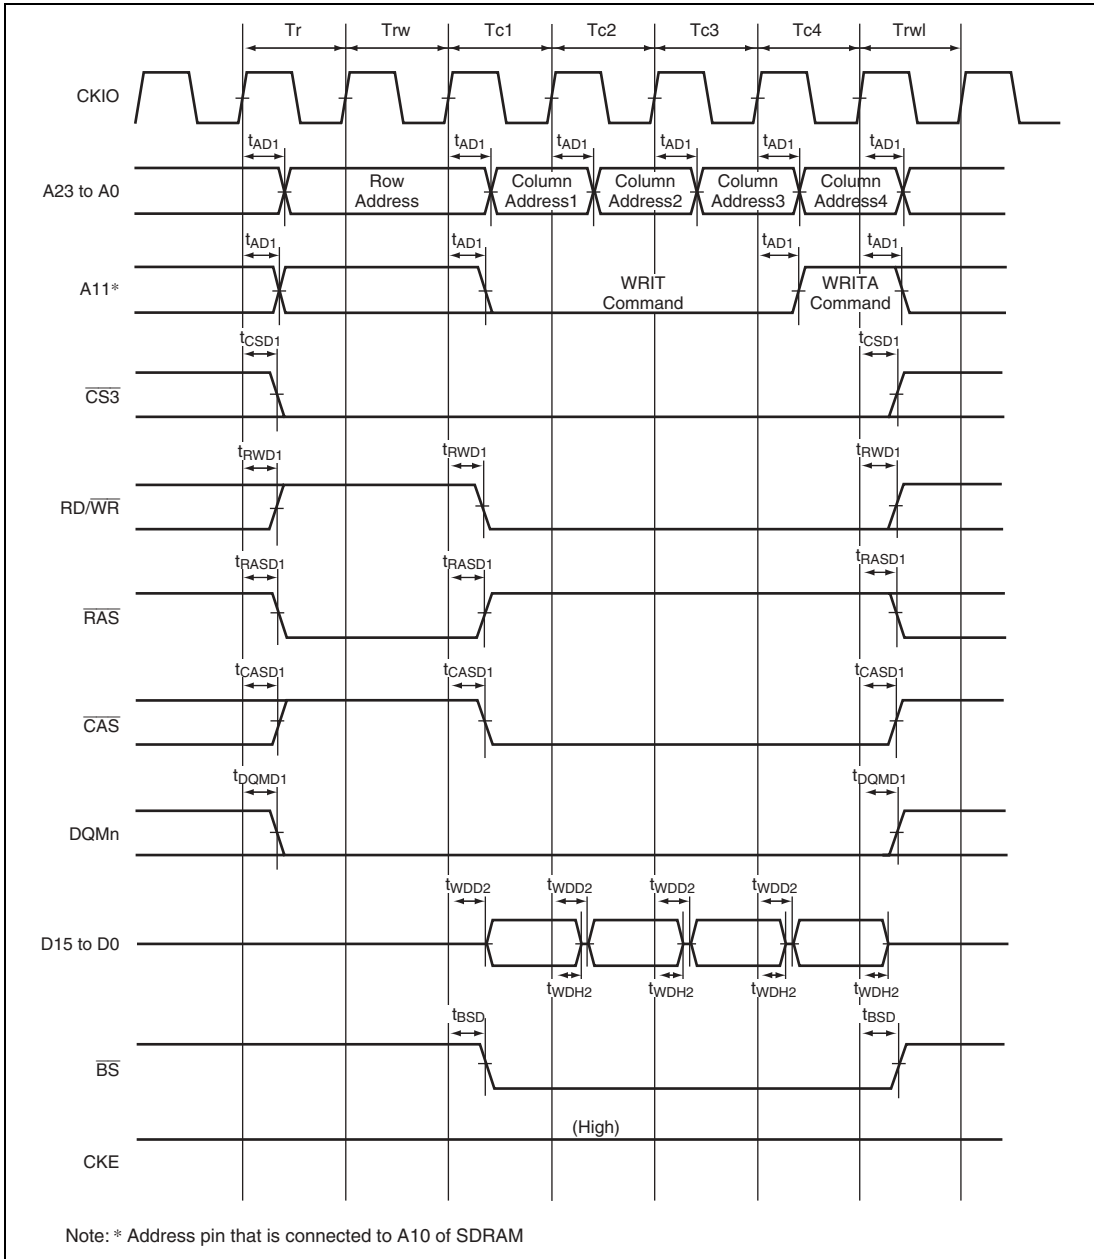 Tr Trw Tc1 Tc2 Tc3 Tc4 Trwl
CKIO
tAD1 tAD1 tAD1 tAD1 tAD1 tAD1
A23 to A0
Row Address
Column Address1
Column Address2
Column Address3
Column Address4
tAD1 tAD1 tAD1 tAD1
A11*
WRIT Command
WRITA Command
tCSD1 tCSD1
CS3
tRWD1 tRWD1 tRWD1
RD/WR
tRASD1 tRASD1 tRASD1
RAS
tCASD1 tCASD1 tCASD1
CAS
tDQMD1 tDQMD1
DQMn
tWDD2 tWDD2 tWDD2 tWDD2
D15 to D0
tWDH2 tWDH2 tWDH2 tWDH2
tBSD tBSD
BS
(High)
CKE
Note: * Address pin that is connected to A10 of SDRAM